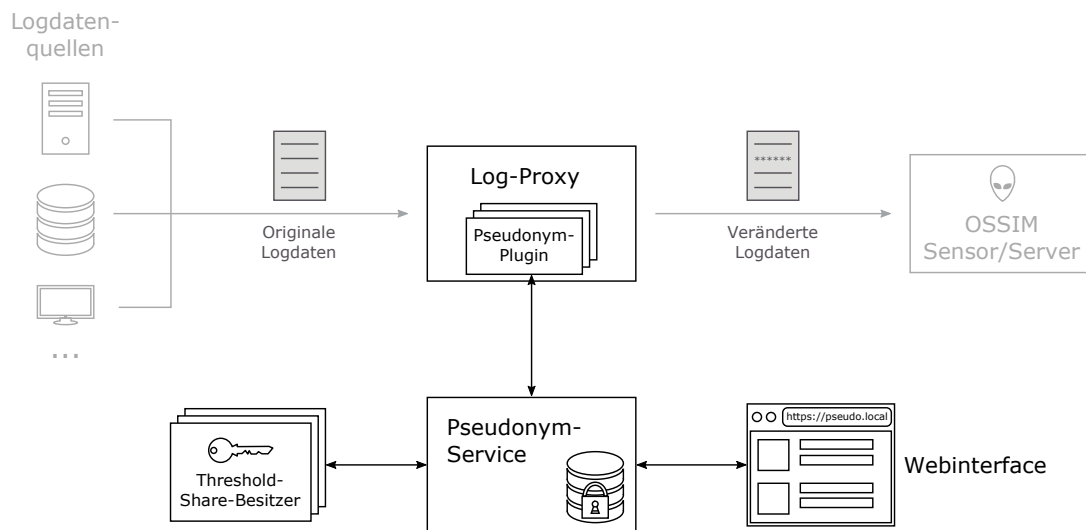 Logdaten-
quellen
...
Originale
Logdaten
Log-Proxy
Pseudonym-
Plugin
******
Veränderte
Logdaten
OSSIM
Sensor/Server
Threshold-
Share-Besitzer
Pseudonym-
Service
https://pseudo.local
Webinterface